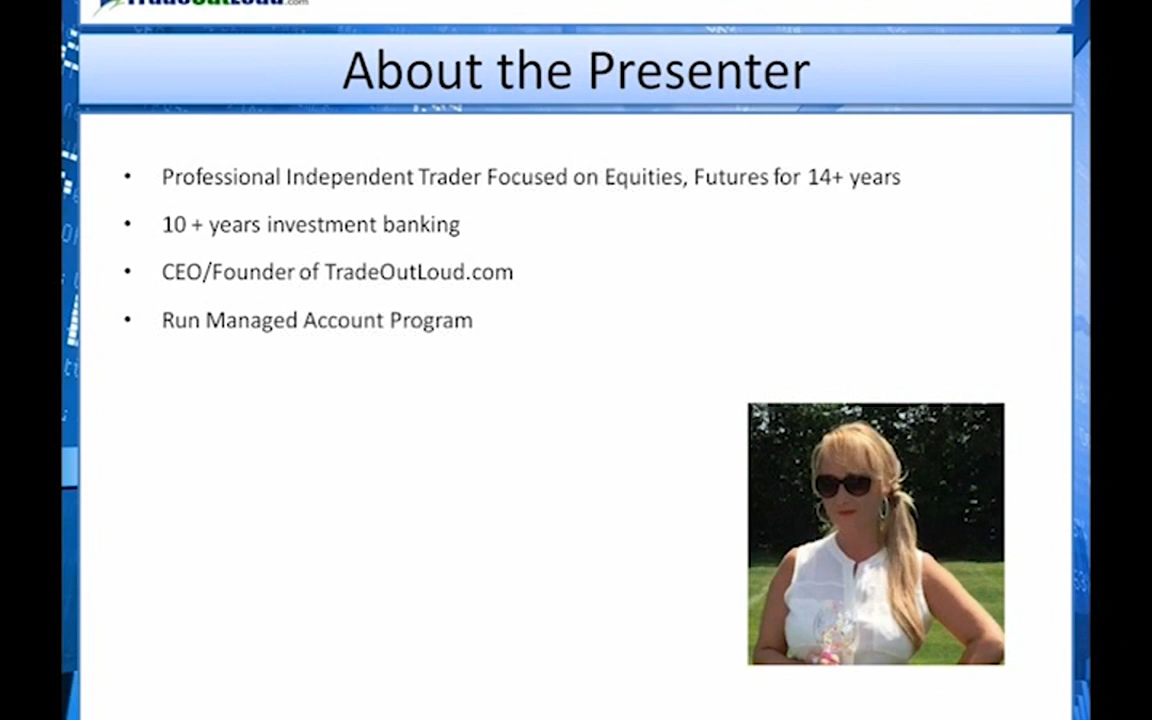 TradeOutLoud.com
About the Presenter
• Professional Independent Trader Focused on Equities, Futures for 14+ years
• 10 + years investment banking
• CEO/Founder of TradeOutLoud.com
• Run Managed Account Program